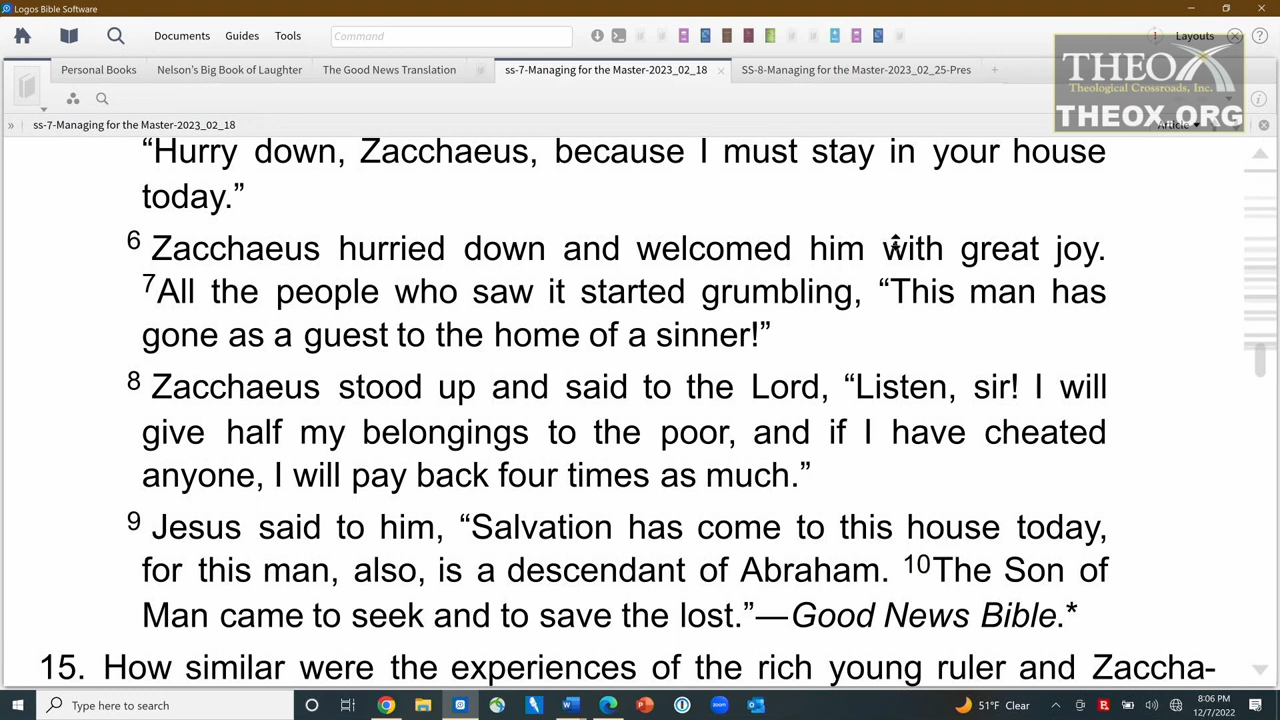 Logos Bible Software
Documents Guides Tools Command Layouts
Personal Books Nelson's Big Book of Laughter The Good News Translation ss-7-Managing for the Master-2023_02_18 SS-8-Managing for the Master-2023_02_25-Pres
THEOX
Theological Crossroads, Inc.
THEOX.ORG
ss-7-Managing for the Master-2023_02_18 Article
“Hurry down, Zacchaeus, because I must stay in your house
today.”
6 Zacchaeus hurried down and welcomed him with great joy.
7All the people who saw it started grumbling, “This man has
gone as a guest to the home of a sinner!”
8 Zacchaeus stood up and said to the Lord, “Listen, sir! I will
give half my belongings to the poor, and if I have cheated
anyone, I will pay back four times as much.”
9 Jesus said to him, “Salvation has come to this house today,
for this man, also, is a descendant of Abraham. 10The Son of
Man came to seek and to save the lost.”—Good News Bible.*
15. How similar were the experiences of the rich young ruler and Zaccha-
Type here to search 51°F Clear 8:06 PM
12/7/2022